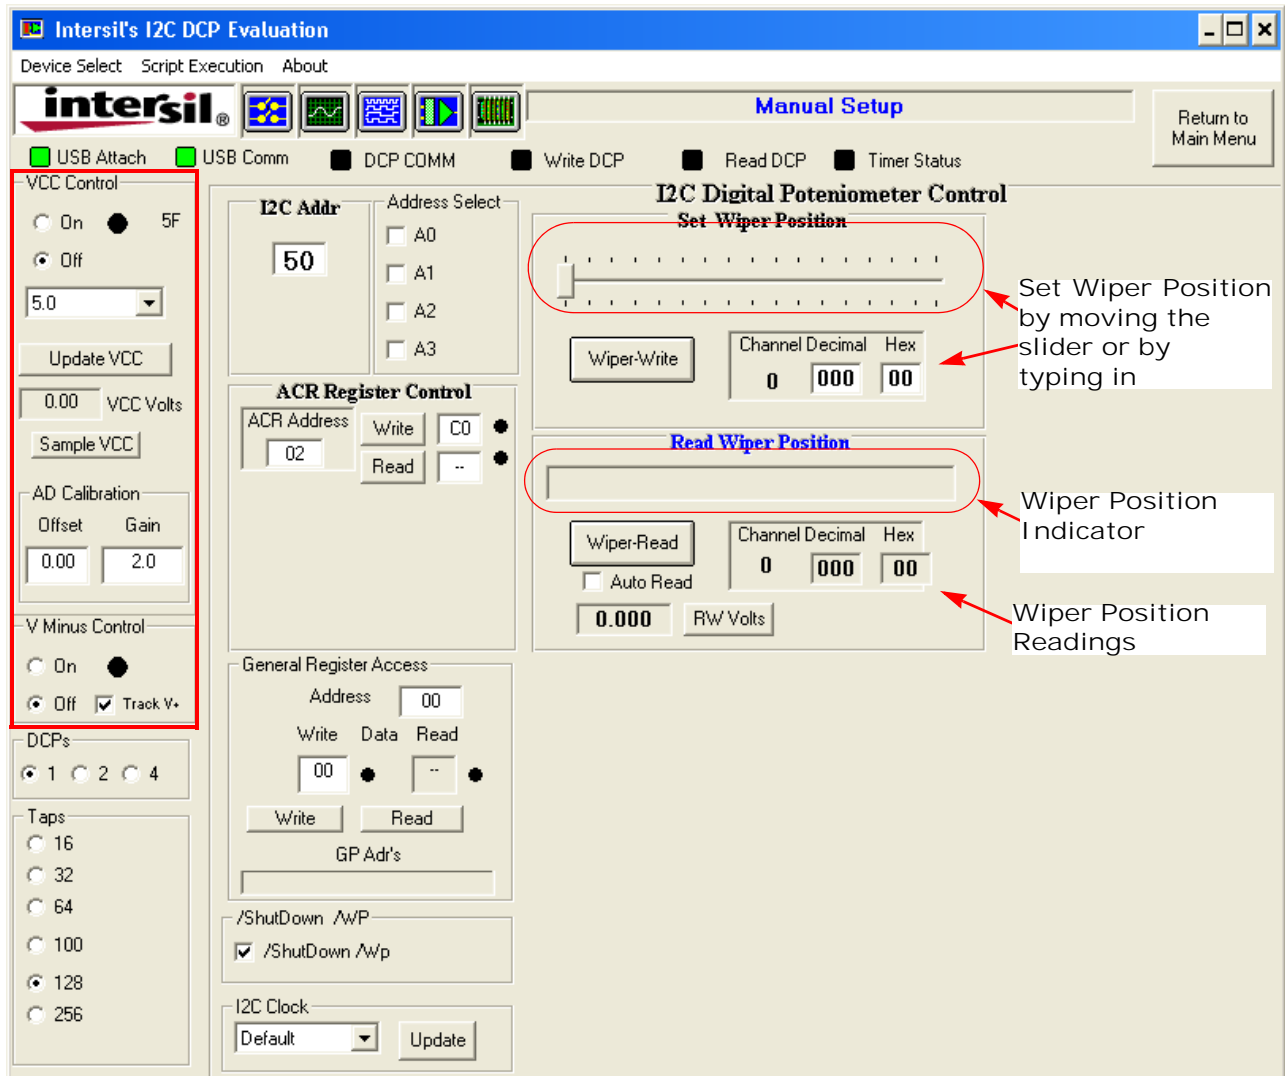 Intersil's I2C DCP Evaluation
Device Select Script Execution About
intersil®
Manual Setup
Return to
Main Menu
USB Attach USB Comm DCP COMM Write DCP Read DCP Timer Status
VCC Control
On 5F
Off
5.0
Update VCC
0.00 VCC Volts
Sample VCC
AD Calibration
Offset Gain
0.00 2.0
V Minus Control
On
Off Track V+
DCPs
1 2 4
Taps
16
32
64
100
128
256
I2C Addr
50
Address Select
A0
A1
A2
A3
ACR Register Control
ACR Address
02
Write C0
Read --
General Register Access
Address 00
Write Data Read
00 --
Write Read
GP Adr's
/ShutDown /WP
/ShutDown /Wp
I2C Clock
Default Update
I2C Digital Poteniometer Control
Set Wiper Position
Wiper-Write
Channel Decimal Hex
0 000 00
Read Wiper Position
Wiper-Read
Auto Read
Channel Decimal Hex
0 000 00
0.000 RW Volts
Set Wiper Position
by moving the
slider or by
typing in
Wiper Position
Indicator
Wiper Position
Readings